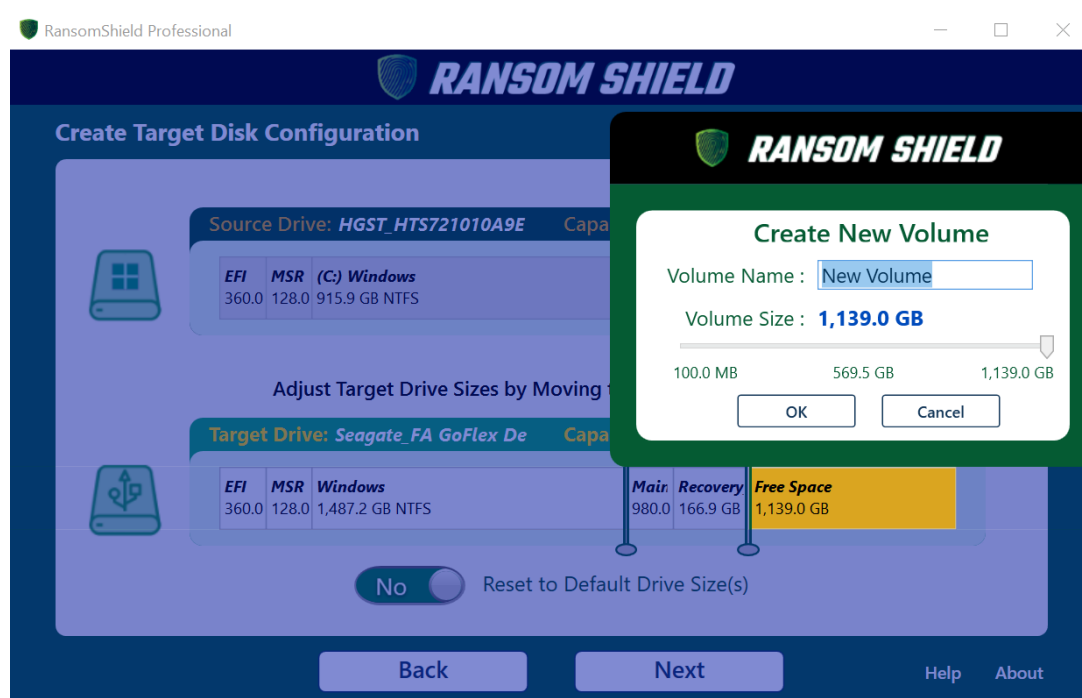 RansomShield Professional
RANSOM SHIELD
Create Target Disk Configuration
RANSOM SHIELD
Source Drive: HGST_HTS721010A9E Capa
Create New Volume
EFI MSR (C:) Windows
360.0 128.0 915.9 GB NTFS
Volume Name : New Volume
Volume Size : 1,139.0 GB
100.0 MB 569.5 GB 1,139.0 GB
Adjust Target Drive Sizes by Moving
OK Cancel
Target Drive: Seagate_FA GoFlex De Capa
EFI MSR Windows Main Recovery Free Space
360.0 128.0 1,487.2 GB NTFS 980.0 166.9 GB 1,139.0 GB
No Reset to Default Drive Size(s)
Back Next Help About